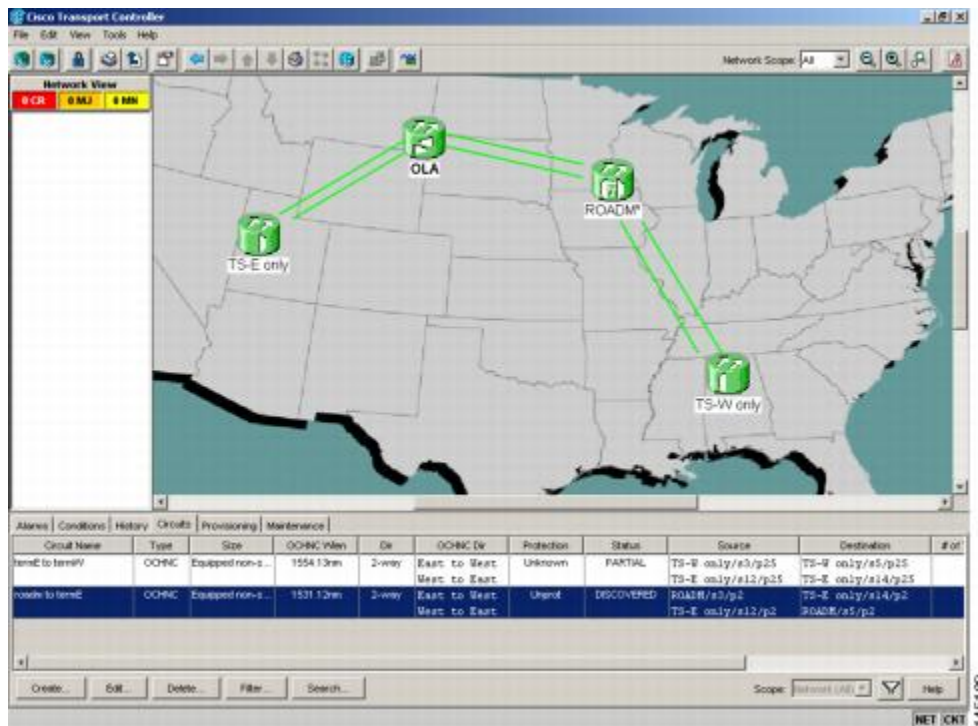 Cisco Transport Controller
File Edit View Tools Help
Network Scope: All
Network View
0 CR 0 MJ 0 MN
OLA
ROADM*
TS-E only
TS-W only
Alarms Conditions History Circuits Provisioning Maintenance
Circuit Name Type Size OCHNC Wlen Dir OCHNC Dir Protection Status Source Destination # of
termE to termW OCHNC Equipped non-s... 1554.13nm 2-way East to West Unknown PARTIAL TS-W only/s3/p25 TS-W only/s5/p25
West to East TS-E only/s12/p25 TS-E only/s14/p25
roadm to termE OCHNC Equipped non-s... 1531.12nm 2-way East to West Unprot DISCOVERED ROADM/s3/p2 TS-E only/s14/p2
West to East TS-E only/s12/p2 ROADM/s5/p2
Create... Edit... Delete... Filter... Search... Scope: Help
NET CKT